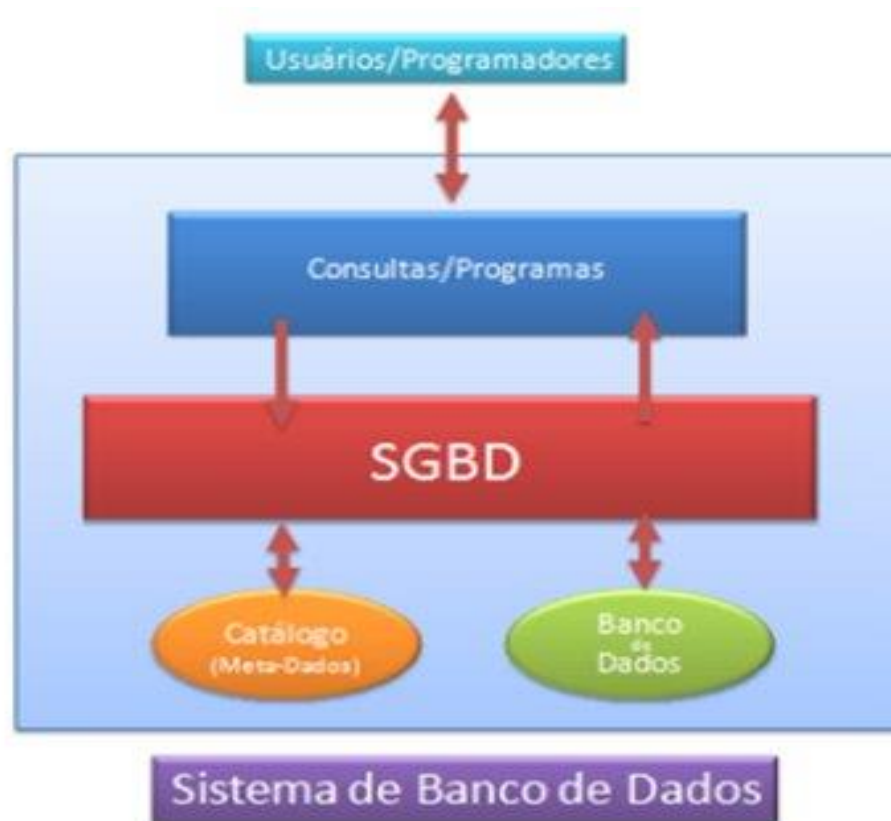 Usuários/Programadores
Consultas/Programas
SGBD
Catálogo
(Meta-Dados)
Banco
de
Dados
Sistema de Banco de Dados